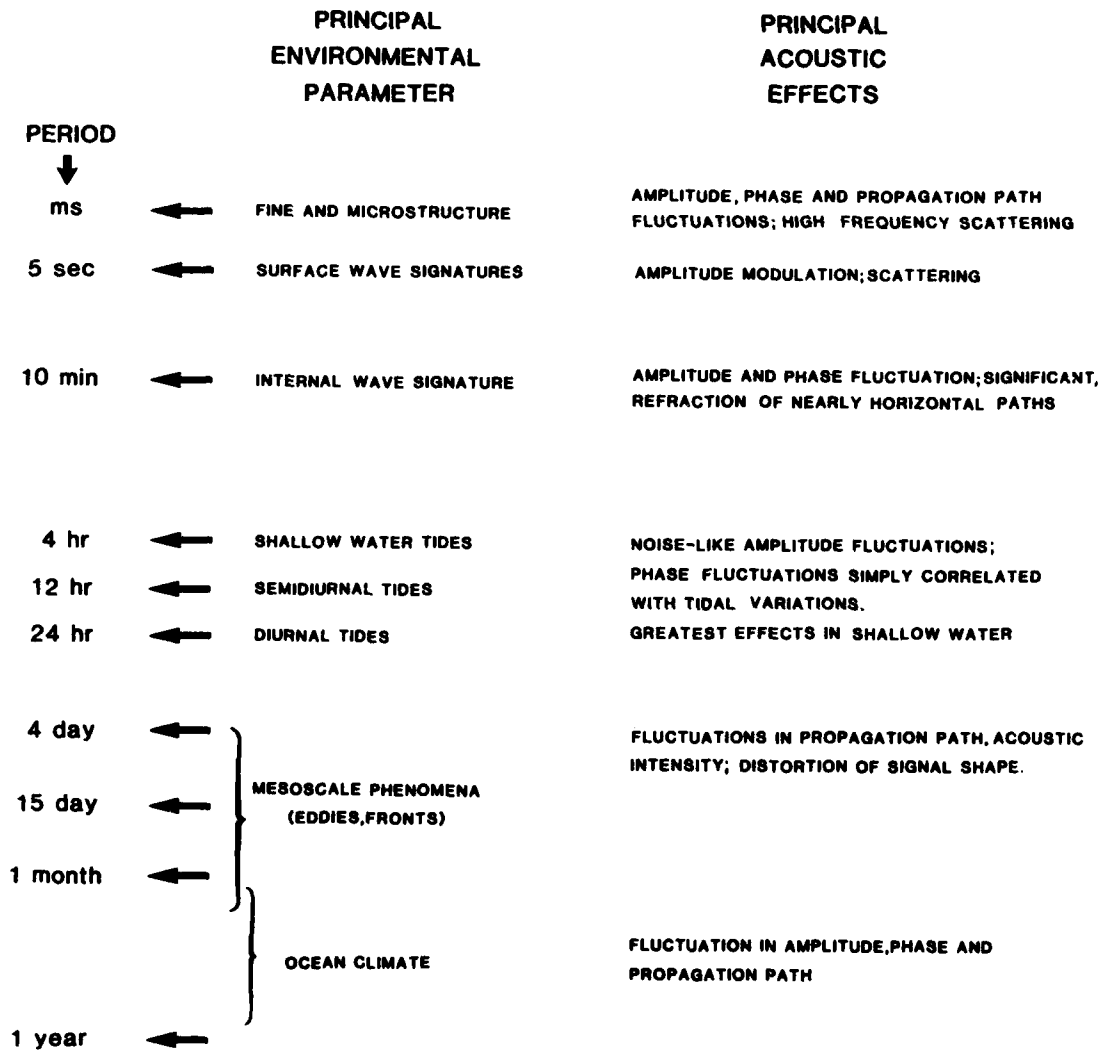 PRINCIPAL
ENVIRONMENTAL
PARAMETER
PRINCIPAL
ACOUSTIC
EFFECTS
PERIOD
ms
FINE AND MICROSTRUCTURE
AMPLITUDE, PHASE AND PROPAGATION PATH
FLUCTUATIONS; HIGH FREQUENCY SCATTERING
5 sec
SURFACE WAVE SIGNATURES
AMPLITUDE MODULATION; SCATTERING
10 min
INTERNAL WAVE SIGNATURE
AMPLITUDE AND PHASE FLUCTUATION; SIGNIFICANT,
REFRACTION OF NEARLY HORIZONTAL PATHS
4 hr
SHALLOW WATER TIDES
NOISE-LIKE AMPLITUDE FLUCTUATIONS;
12 hr
SEMIDIURNAL TIDES
PHASE FLUCTUATIONS SIMPLY CORRELATED
WITH TIDAL VARIATIONS.
24 hr
DIURNAL TIDES
GREATEST EFFECTS IN SHALLOW WATER
4 day
FLUCTUATIONS IN PROPAGATION PATH, ACOUSTIC
INTENSITY; DISTORTION OF SIGNAL SHAPE.
15 day
MESOSCALE PHENOMENA
(EDDIES,FRONTS)
1 month
OCEAN CLIMATE
FLUCTUATION IN AMPLITUDE,PHASE AND
PROPAGATION PATH
1 year